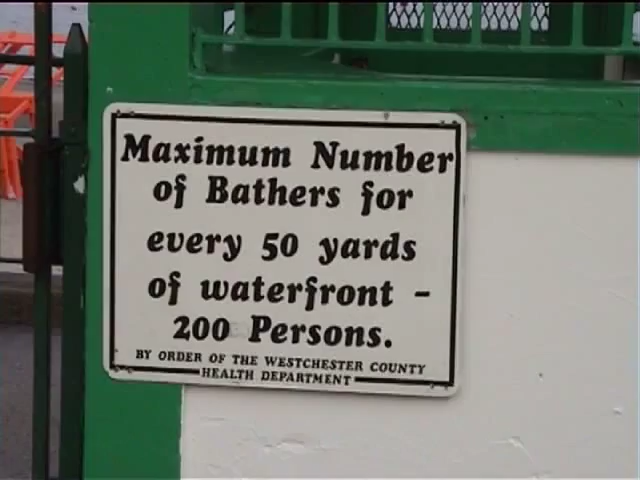 Maximum Number
of Bathers for
every 50 yards
of waterfront -
200 Persons.
BY ORDER OF THE WESTCHESTER COUNTY
HEALTH DEPARTMENT